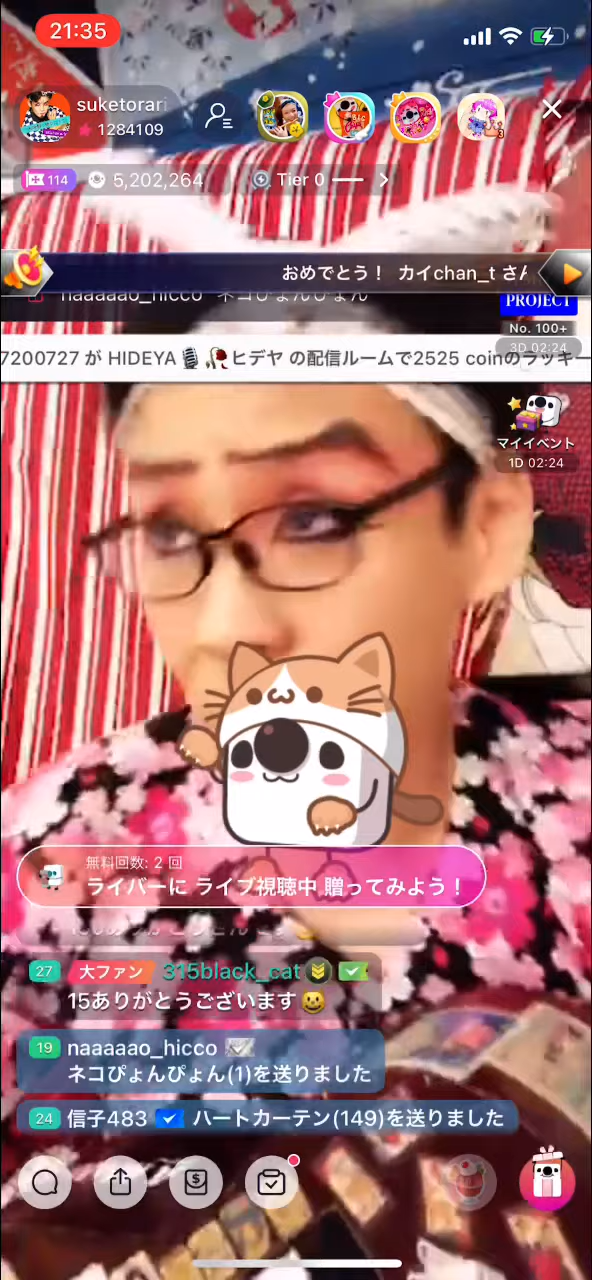 21:35
suketorari
1284109
114
5,202,264
Tier 0
おめでとう! カイchan_t さん
naaaaao_hicco ネコぴょんぴょん
PROJECT
No. 100+
3D 02:24
7200727 が HIDEYA🎙️🥀ヒデヤ の配信ルームで2525 coinのラッキー
マイイベント
1D 02:24
無料回数: 2 回
ライバーに ライブ視聴中 贈ってみよう!
27 大ファン 315black_cat
15ありがとうございます😃
19 naaaaao_hicco
ネコぴょんぴょん(1)を送りました
24 信子483 ハートカーテン(149)を送りました